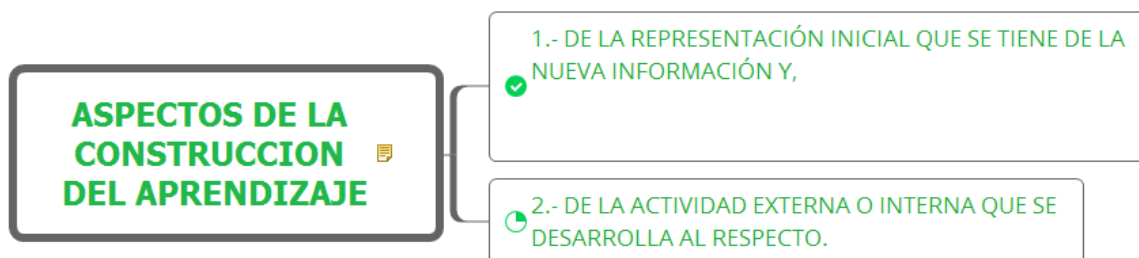 ASPECTOS DE LA
CONSTRUCCION
DEL APRENDIZAJE
1.- DE LA REPRESENTACIÓN INICIAL QUE SE TIENE DE LA
NUEVA INFORMACIÓN Y,
2.- DE LA ACTIVIDAD EXTERNA O INTERNA QUE SE
DESARROLLA AL RESPECTO.